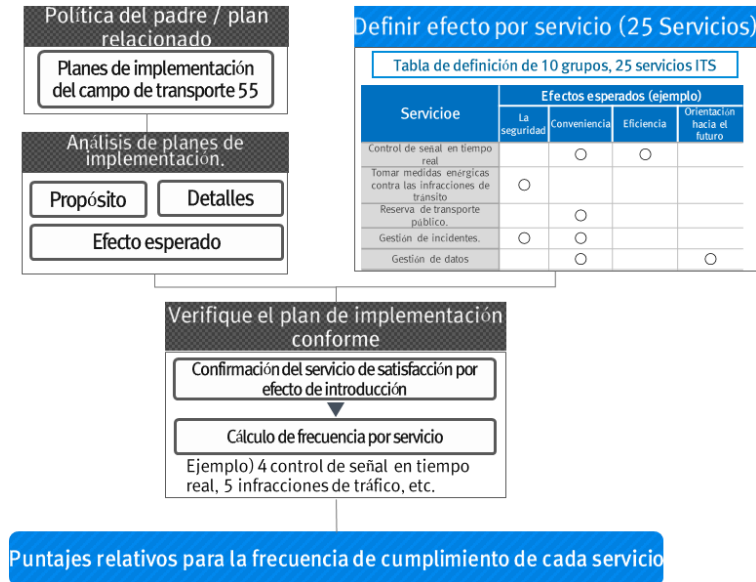 Política del padre / plan
relacionado
Planes de implementación
del campo de transporte 55
Análisis de planes de
implementación.
Propósito
Detalles
Efecto esperado
Definir efecto por servicio (25 Servicios)
Tabla de definición de 10 grupos, 25 servicios ITS
Servicioe
Efectos esperados (ejemplo)
La
seguridad
Conveniencia
Eficiencia
Orientación
hacia el
futuro
Control de señal en tiempo
real
Tomar medidas enérgicas
contra las infracciones de
tránsito
Reserva de transporte
público.
Gestión de incidentes.
Gestión de datos
Verifique el plan de implementación
conforme
Confirmación del servicio de satisfacción por
efecto de introducción
Cálculo de frecuencia por servicio
Ejemplo) 4 control de señal en tiempo
real, 5 infracciones de tráfico, etc.
Puntajes relativos para la frecuencia de cumplimiento de cada servicio